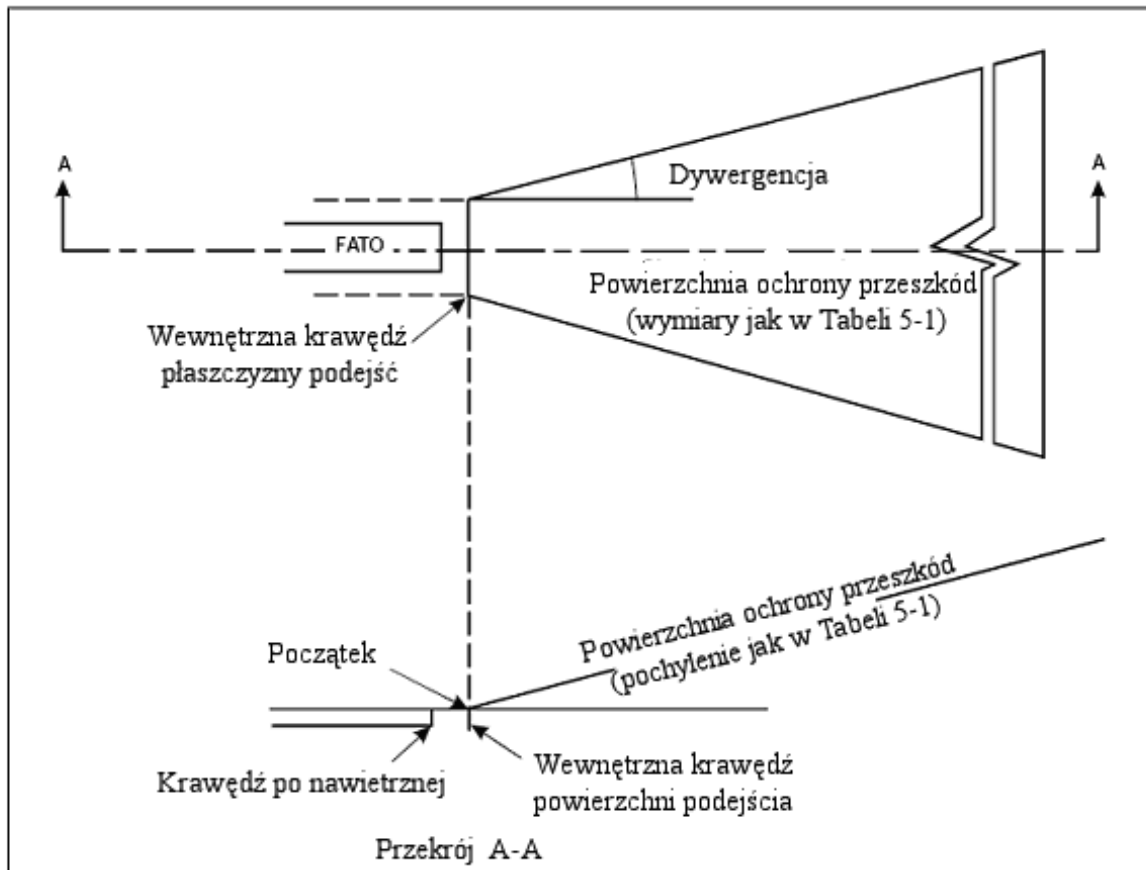 A
A
Dywergencja
FATO
Powierzchnia ochrony przeszkód
(wymiary jak w Tabeli 5-1)
Wewnętrzna krawędź
płaszczyzny podejść
Powierzchnia ochrony przeszkód
(pochylenie jak w Tabeli 5-1)
Początek
Krawędź po nawietrznej
Wewnętrzna krawędź
powierzchni podejścia
Przekrój A-A